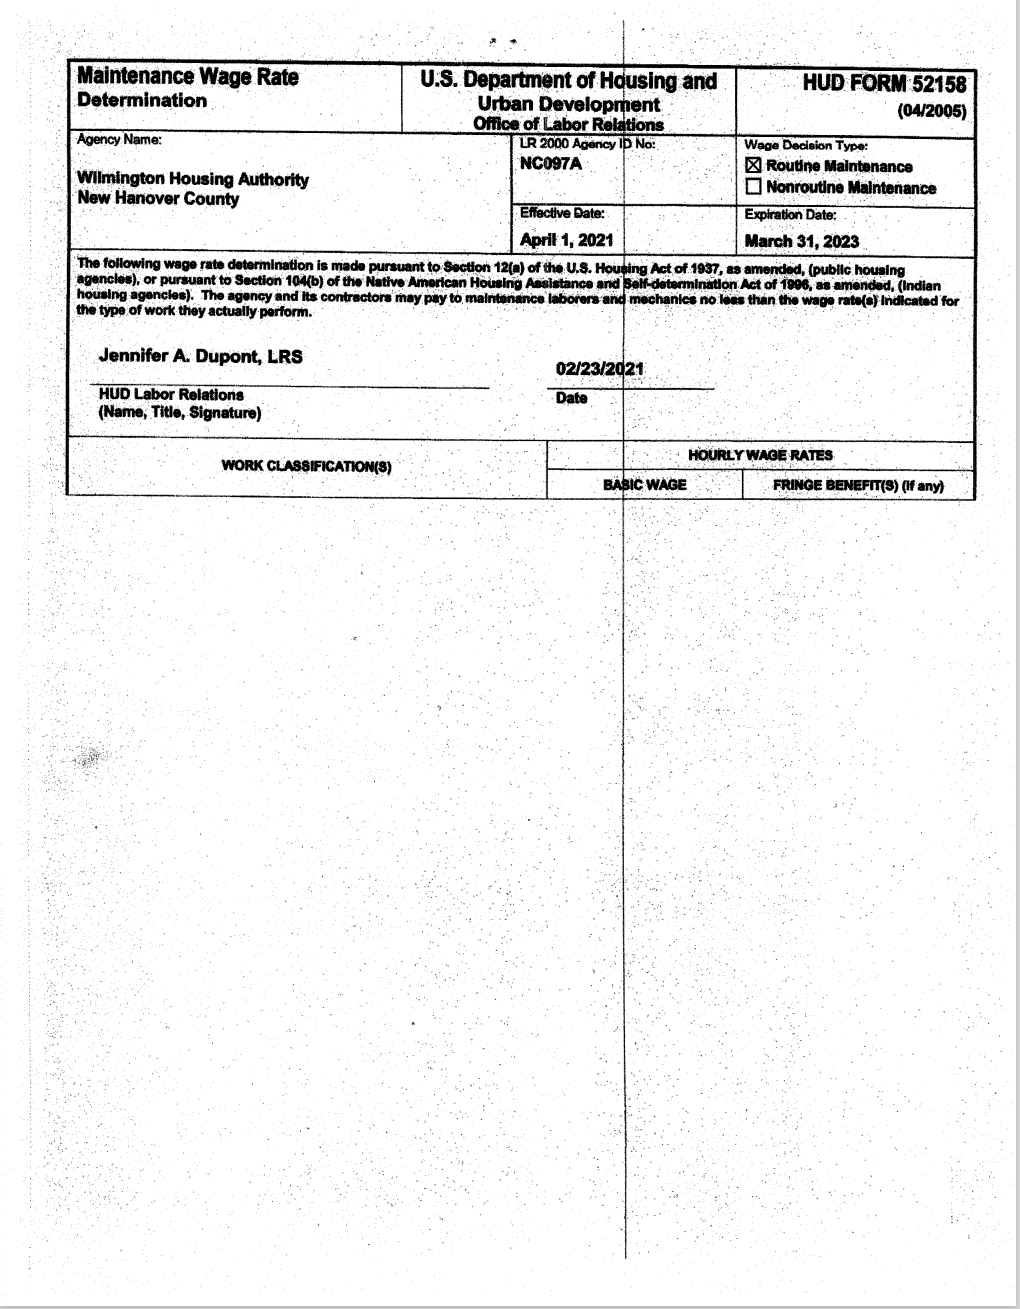 Maintenance Wage Rate
Determination
U.S. Department of Housing and
Urban Development
Office of Labor Relations
HUD FORM 52158
(04/2005)
Agency Name:
Wilmington Housing Authority
New Hanover County
LR 2000 Agency ID No:
NC097A
Wage Decision Type:
☒ Routine Maintenance
☐ Nonroutine Maintenance
Effective Date:
April 1, 2021
Expiration Date:
March 31, 2023
The following wage rate determination is made pursuant to Section 12(a) of the U.S. Housing Act of 1937, as amended, (public housing
agencies), or pursuant to Section 104(b) of the Native American Housing Assistance and Self-determination Act of 1996, as amended, (Indian
housing agencies). The agency and its contractors may pay to maintenance laborers and mechanics no less than the wage rate(s) indicated for
the type of work they actually perform.
Jennifer A. Dupont, LRS
02/23/2021
HUD Labor Relations
(Name, Title, Signature)
Date
WORK CLASSIFICATION(S)
HOURLY WAGE RATES
BASIC WAGE
FRINGE BENEFIT(S) (if any)